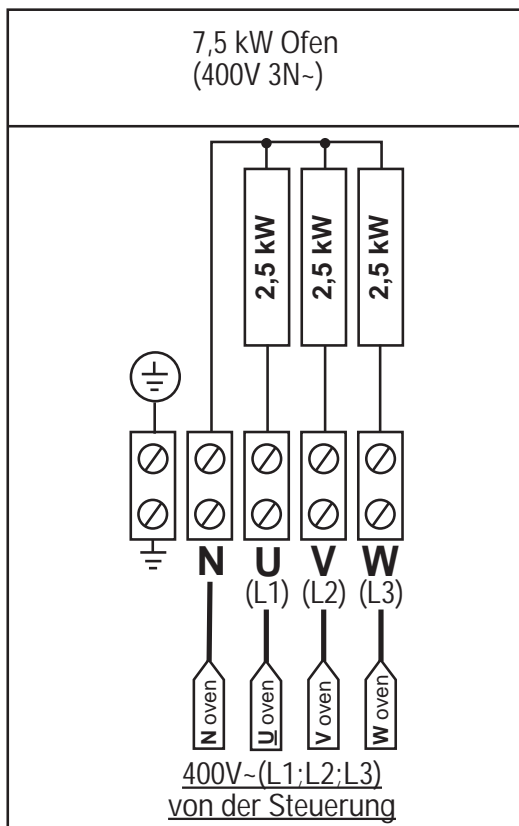 7,5 kW Ofen
(400V 3N~)
2,5 kW
2,5 kW
2,5 kW
N U V W
(L1) (L2) (L3)
N oven
U oven
V oven
W oven
400V~(L1;L2;L3)
von der Steuerung